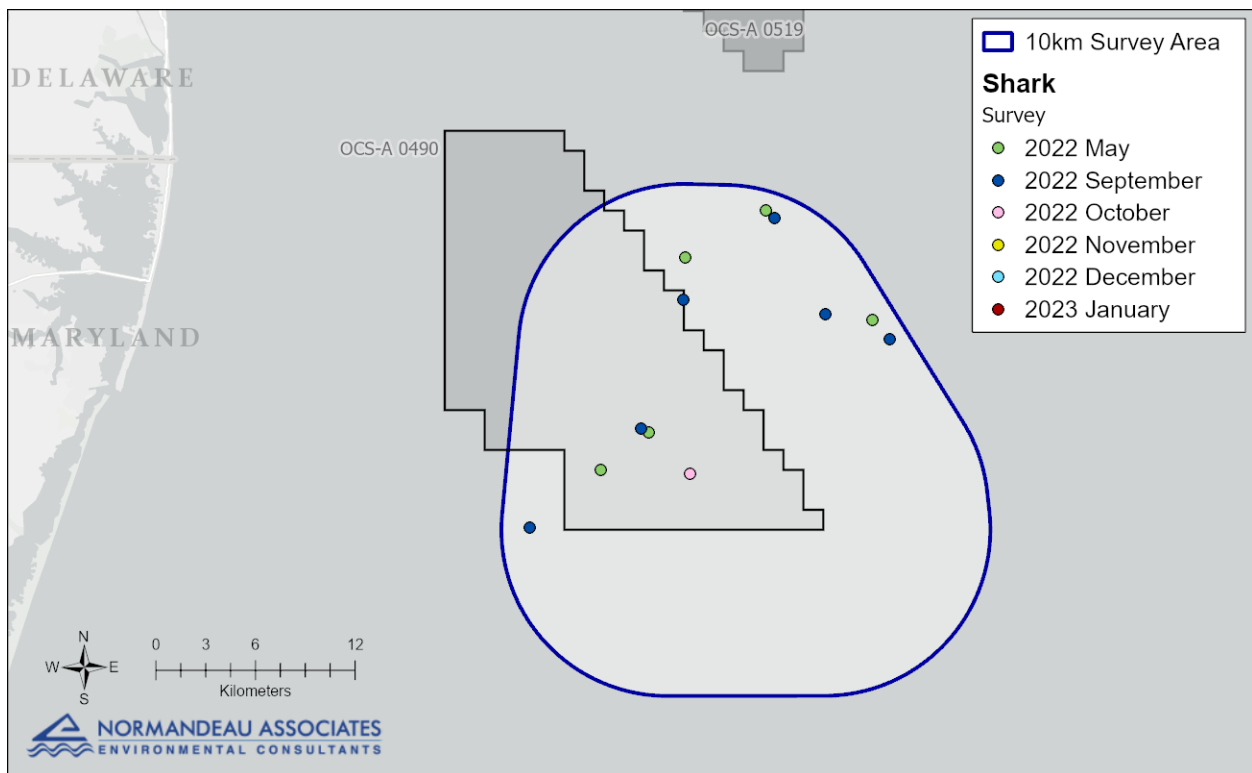 OCS-A 0519
DELAWARE
OCS-A 0490
MARYLAND
10km Survey Area
Shark
Survey
2022 May
2022 September
2022 October
2022 November
2022 December
2023 January
N
W E
S
0 3 6 12
Kilometers
NORMANDEAU ASSOCIATES
ENVIRONMENTAL CONSULTANTS